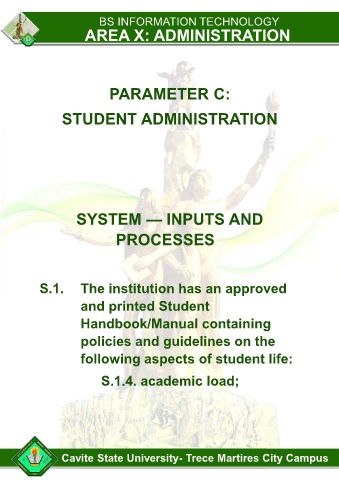 BS INFORMATION TECHNOLOGY
AREA X: ADMINISTRATION
PARAMETER C:
STUDENT ADMINISTRATION
SYSTEM — INPUTS AND
PROCESSES
S.1. The institution has an approved
and printed Student
Handbook/Manual containing
policies and guidelines on the
following aspects of student life:
S.1.4. academic load;
Cavite State University- Trece Martires City Campus